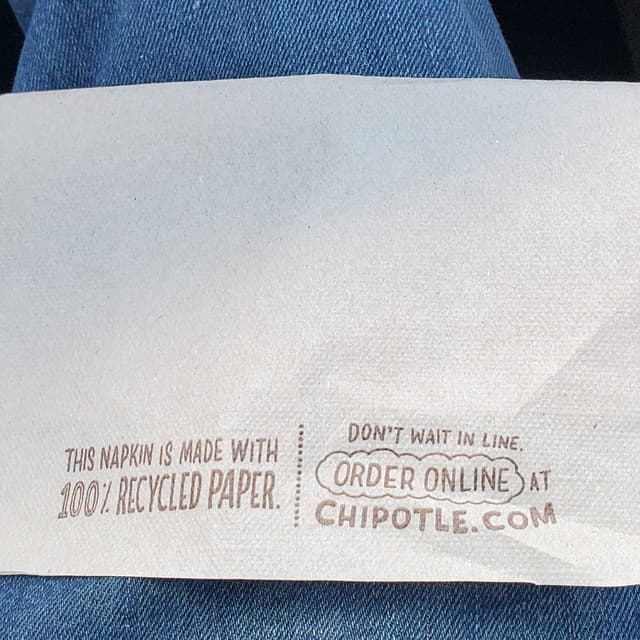 THIS NAPKIN IS MADE WITH
100% RECYCLED PAPER.
DON'T WAIT IN LINE.
ORDER ONLINE AT
CHIPOTLE.COM